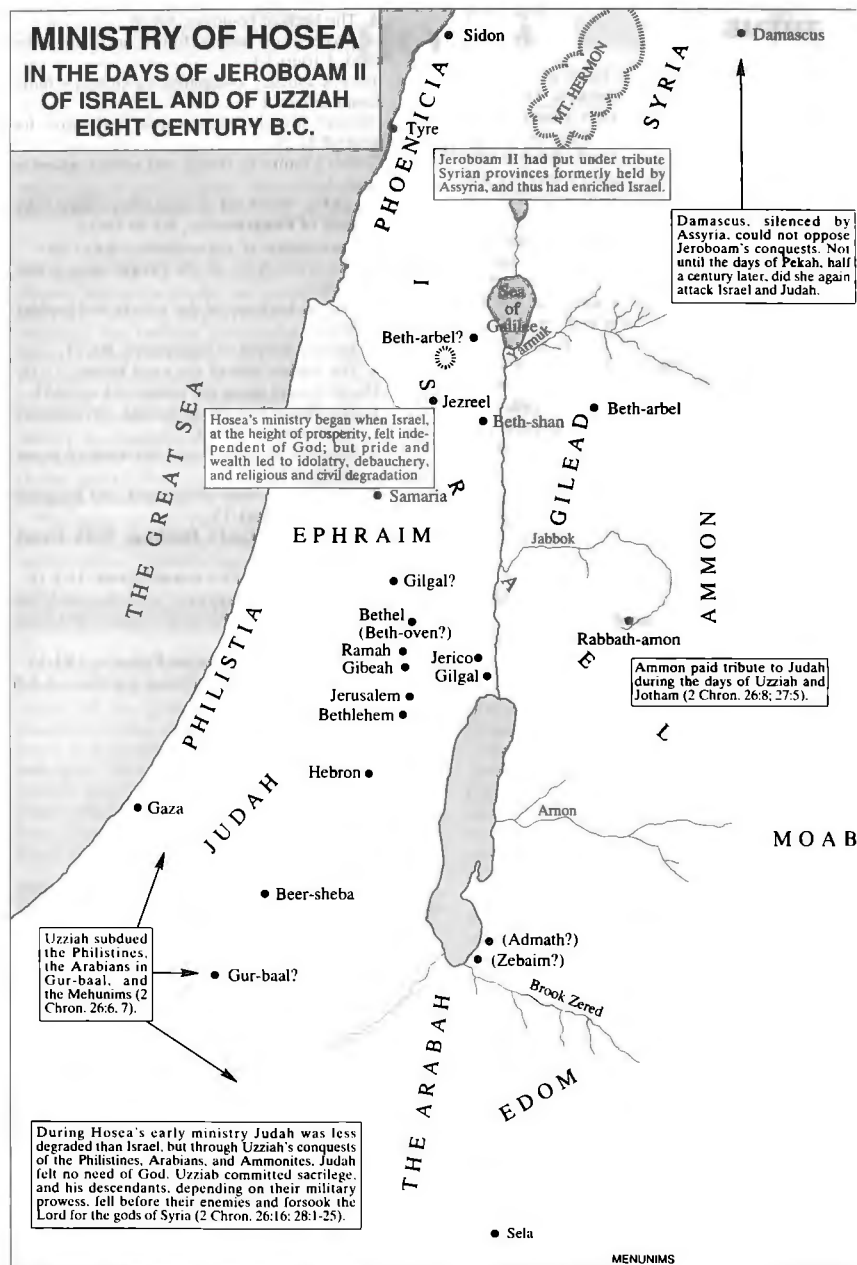 MINISTRY OF HOSEA
IN THE DAYS OF JEROBOAM II
OF ISRAEL AND OF UZZIAH
EIGHT CENTURY B.C.
Sidon
Damascus
MT. HERMON
SYRIA
Tyre
PHOENICIA
Jeroboam II had put under tribute
Syrian provinces formerly held by
Assyria, and thus had enriched Israel.
Damascus, silenced by
Assyria, could not oppose
Jeroboam's conquests. Not
until the days of Pekah, half
a century later, did she again
attack Israel and Judah.
ISRAEL
Sea
of
Galilee
Yarmuk
Beth-arbel?
Jezreel
Beth-shan
Beth-arbel
GILEAD
THE GREAT SEA
Hosea's ministry began when Israel,
at the height of prosperity, felt inde-
pendent of God; but pride and
wealth led to idolatry, debauchery,
and religious and civil degradation
Samaria
EPHRAIM
Jabbok
AMMON
Gilgal?
Bethel
(Beth-oven?)
Ramah
Gibeah
Jerico
Gilgal
Rabbath-amon
Ammon paid tribute to Judah
during the days of Uzziah and
Jotham (2 Chron. 26:8; 27:5).
Jerusalem
Bethlehem
PHILISTIA
Hebron
JUDAH
Gaza
Arnon
MOAB
Beer-sheba
Uzziah subdued
the Philistines,
the Arabians in
Gur-baal, and
the Mehunims (2
Chron. 26:6, 7).
Gur-baal?
(Admath?)
(Zebaim?)
Brook Zered
THE ARABAH
EDOM
During Hosea's early ministry Judah was less
degraded than Israel, but through Uzziah's conquests
of the Philistines, Arabians, and Ammonites, Judah
felt no need of God. Uzziah committed sacrilege,
and his descendants, depending on their military
prowess, fell before their enemies and forsook the
Lord for the gods of Syria (2 Chron. 26:16; 28:1-25).
Sela
MENUNIMS